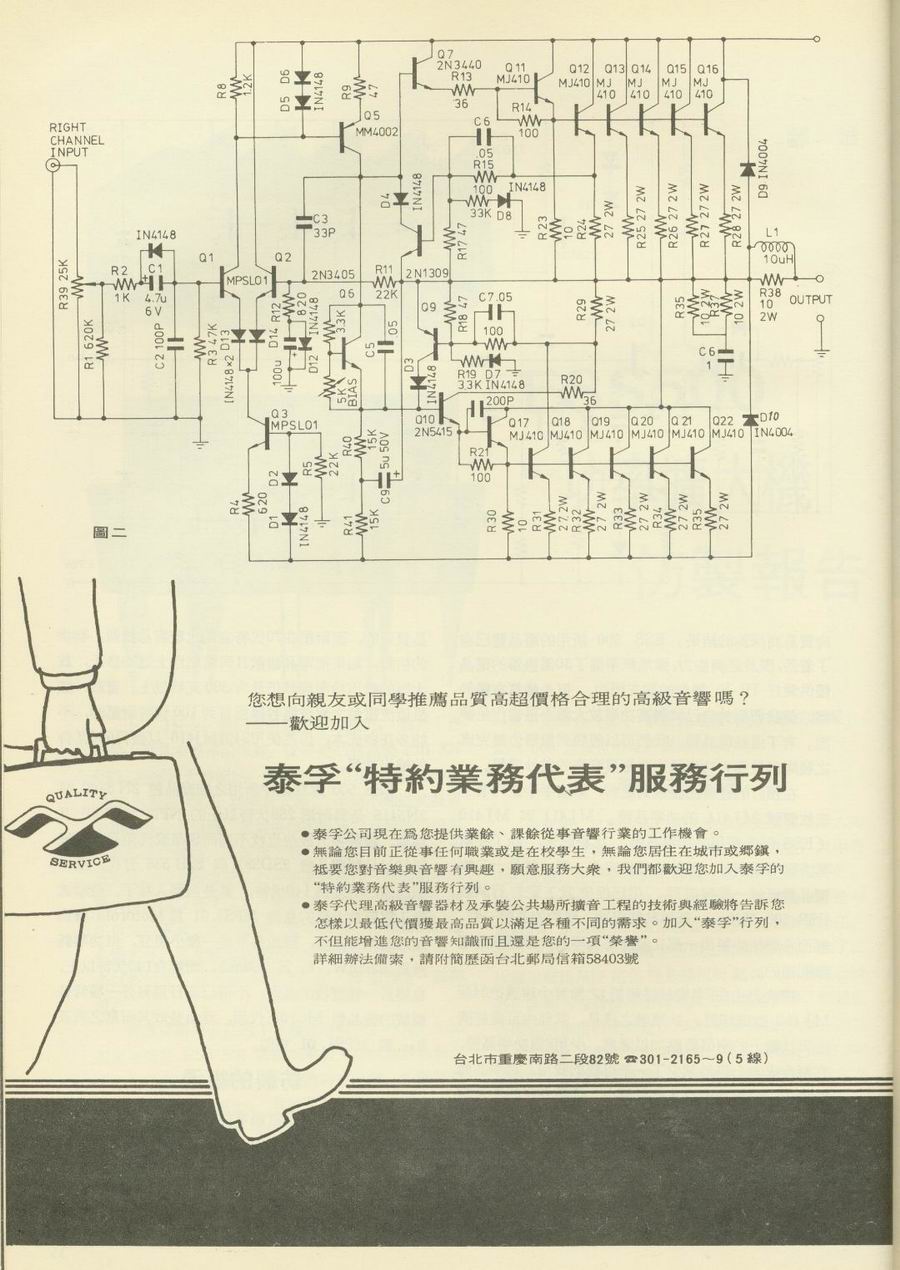 Q7
2N3440
R13
36
Q11
MJ410
R14
100
Q12
MJ410
Q13
MJ
410
Q14
MJ
410
Q15
MJ
410
Q16
MJ
410
R8
1.2K
D6
D5
IN4148
R9
47
Q5
MM4002
C6
.05
R15
100
33K
IN4148
D8
D9 IN4004
RIGHT
CHANNEL
INPUT
D4
IN4148
C3
33P
R17 47
R23
10
R24
27 2W
R25 27 2W
R26 27 2W
R27 27 2W
R28 27 2W
L1
10uH
IN4148
C1
4.7u
6V
R2
1K
R39 25K
R1 620K
C2 100P
R3 47K
Q1
Q2
MPSL01
2N3405
R11
22K
2N1309
R12
820
D13
D14
IN4148×2
100u
D12
IN4148
Q6
3.3K
5K
BIAS
C5
.05
Q9
R18 47
C7.05
100
R19
3.3K
D7
IN4148
D3
IN4148
R29
27 2W
R35
10 2W
10 2W
R38
10
2W
OUTPUT
C6
1
R20
36
200P
Q10
2N5415
Q17
MJ410
Q18
MJ410
Q19
MJ410
Q20
MJ410
Q21
MJ410
Q22
MJ410
D10
IN4004
Q3
MPSL01
R4
620
D2
D1
IN4148
R5
22K
R40
15K
5u 50V
C9
R41
15K
R21
100
R30
10
R31
27 2W
R32
27 2W
R33
27 2W
R34
27 2W
R35
27 2W
圖二
您想向親友或同學推薦品質高超價格合理的高級音響嗎？
——歡迎加入
泰孚“特約業務代表”服務行列
QUALITY
SERVICE
●泰孚公司現在爲您提供業餘、課餘從事音響行業的工作機會。
●無論您目前正從事任何職業或是在校學生，無論您居住在城市或鄉鎭，
祗要您對音樂與音響有興趣，願意服務大衆，我們都歡迎您加入泰孚的
“特約業務代表”服務行列。
●泰孚代理高級音響器材及承裝公共場所擴音工程的技術與經驗將告訴您
怎樣以最低代價獲最高品質以滿足各種不同的需求。加入“泰孚”行列，
不但能增進您的音響知識而且還是您的一項“榮譽”。
詳細辦法備索，請附簡歷函台北郵局信箱58403號
台北市重慶南路二段82號 ☎301-2165～9(5線)